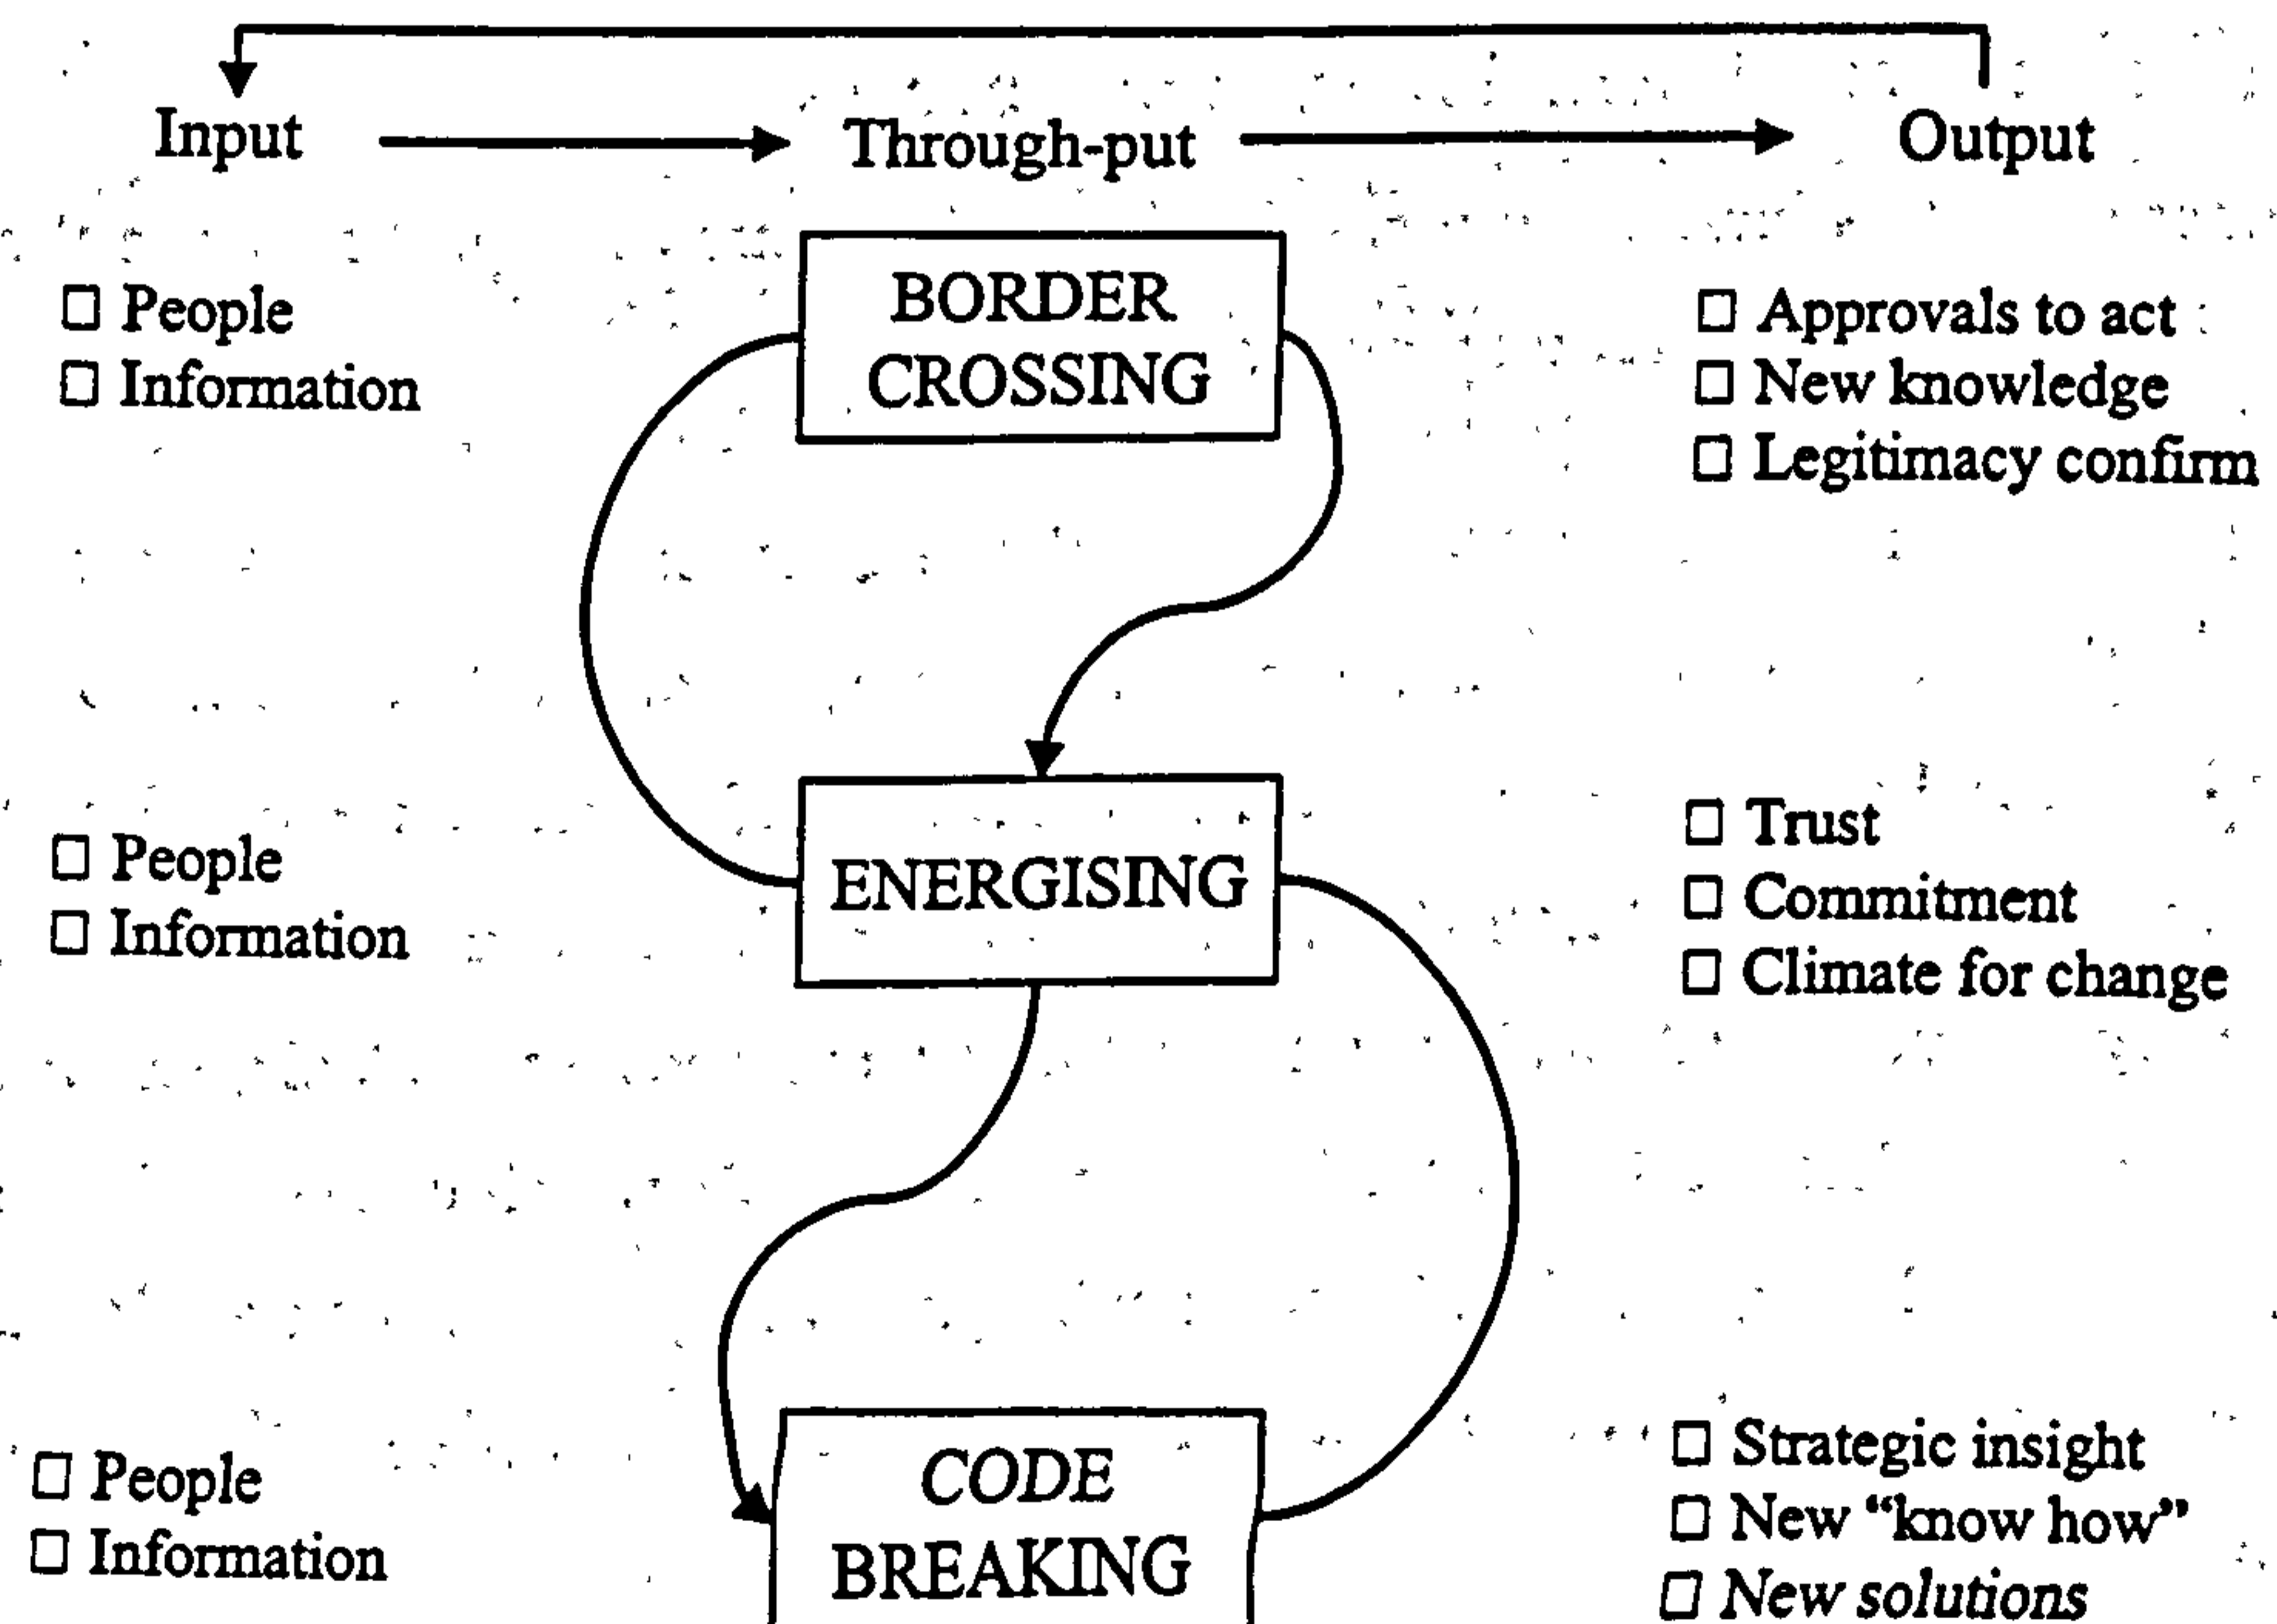 Input
Through-put
Output
People
Information
BORDER
CROSSING
Approvals to act
New knowledge
Legitimacy confirm
People
Information
ENERGISING
Trust
Commitment
Climate for change
People
Information
CODE
BREAKING
Strategic insight
New “know how”
New solutions